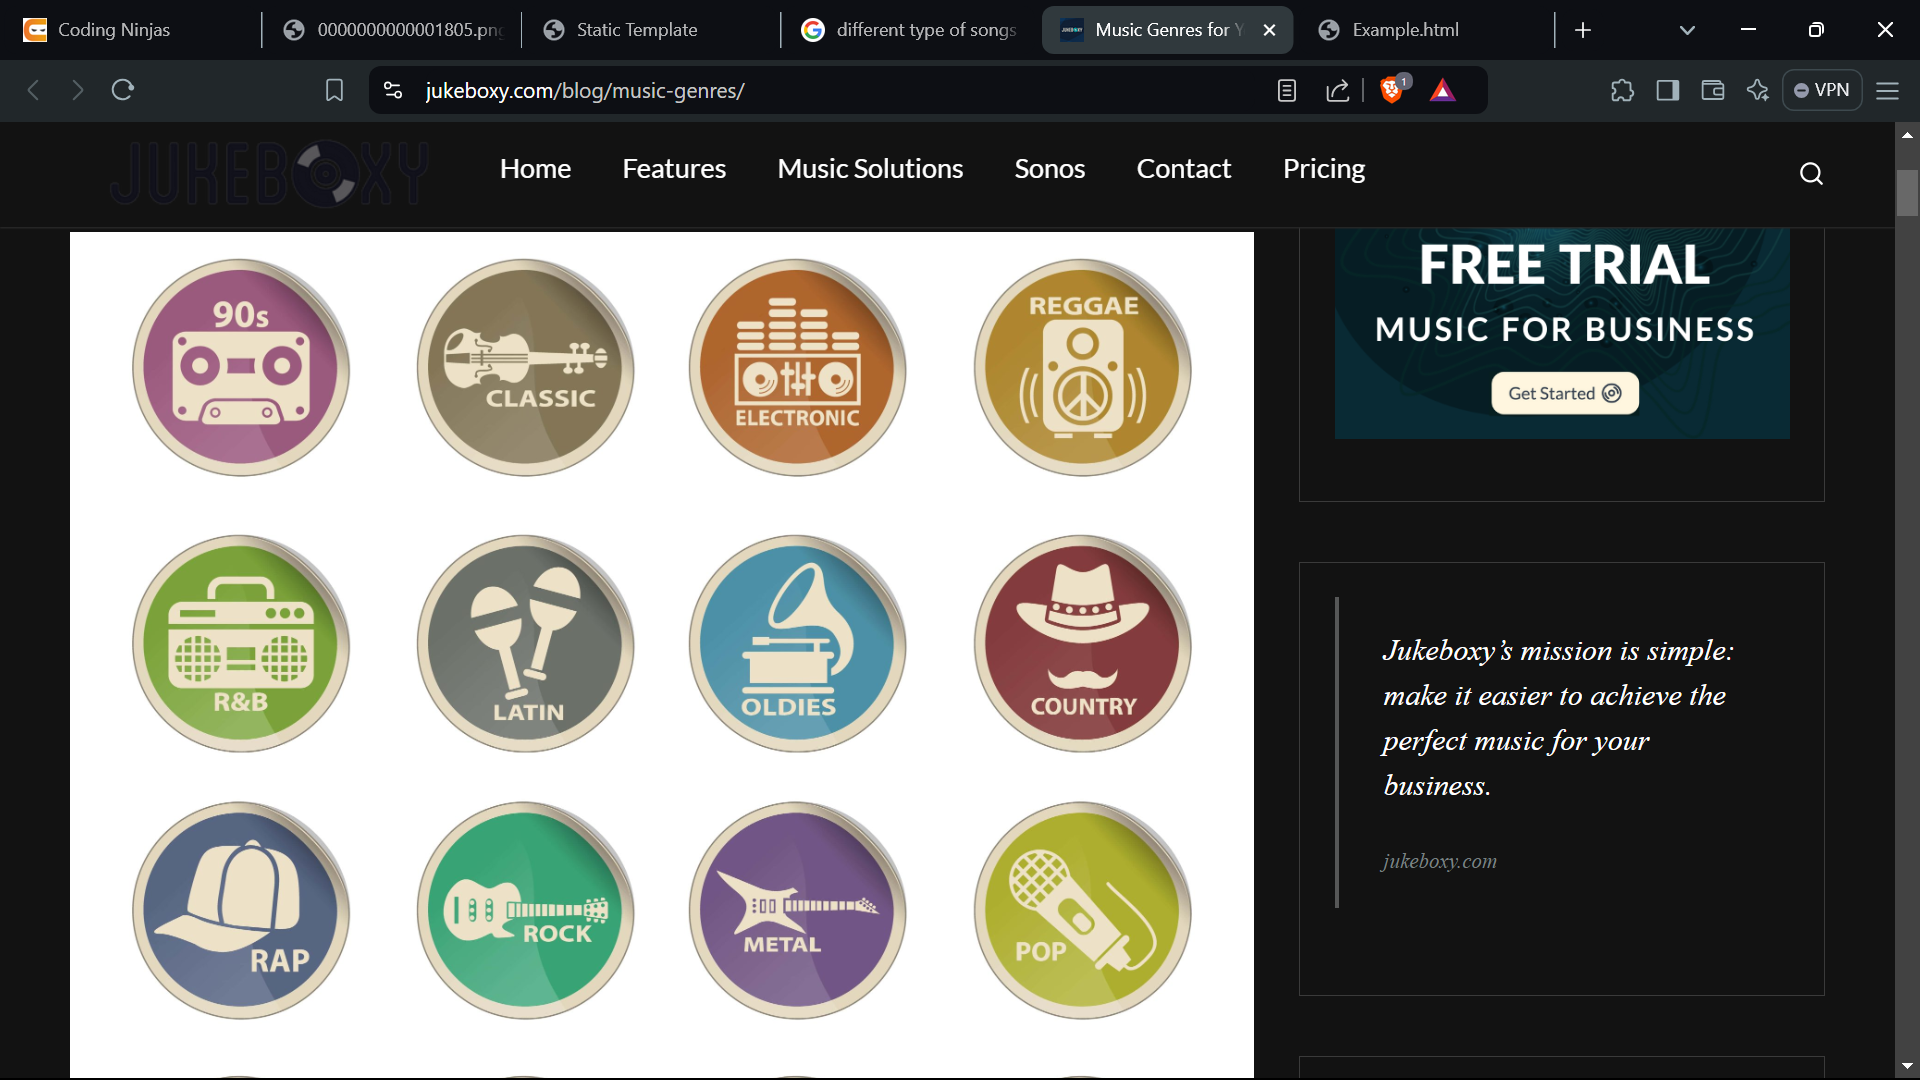 Coding Ninjas
0000000000001805.png
Static Template
different type of songs
Music Genres for Y
Example.html
jukeboxy.com/blog/music-genres/
1
VPN
JUKEBOXY
Home
Features
Music Solutions
Sonos
Contact
Pricing
90s
CLASSIC
ELECTRONIC
REGGAE
R&B
LATIN
OLDIES
COUNTRY
RAP
ROCK
METAL
POP
FREE TRIAL
MUSIC FOR BUSINESS
Get Started
Jukeboxy’s mission is simple:
make it easier to achieve the
perfect music for your
business.
jukeboxy.com